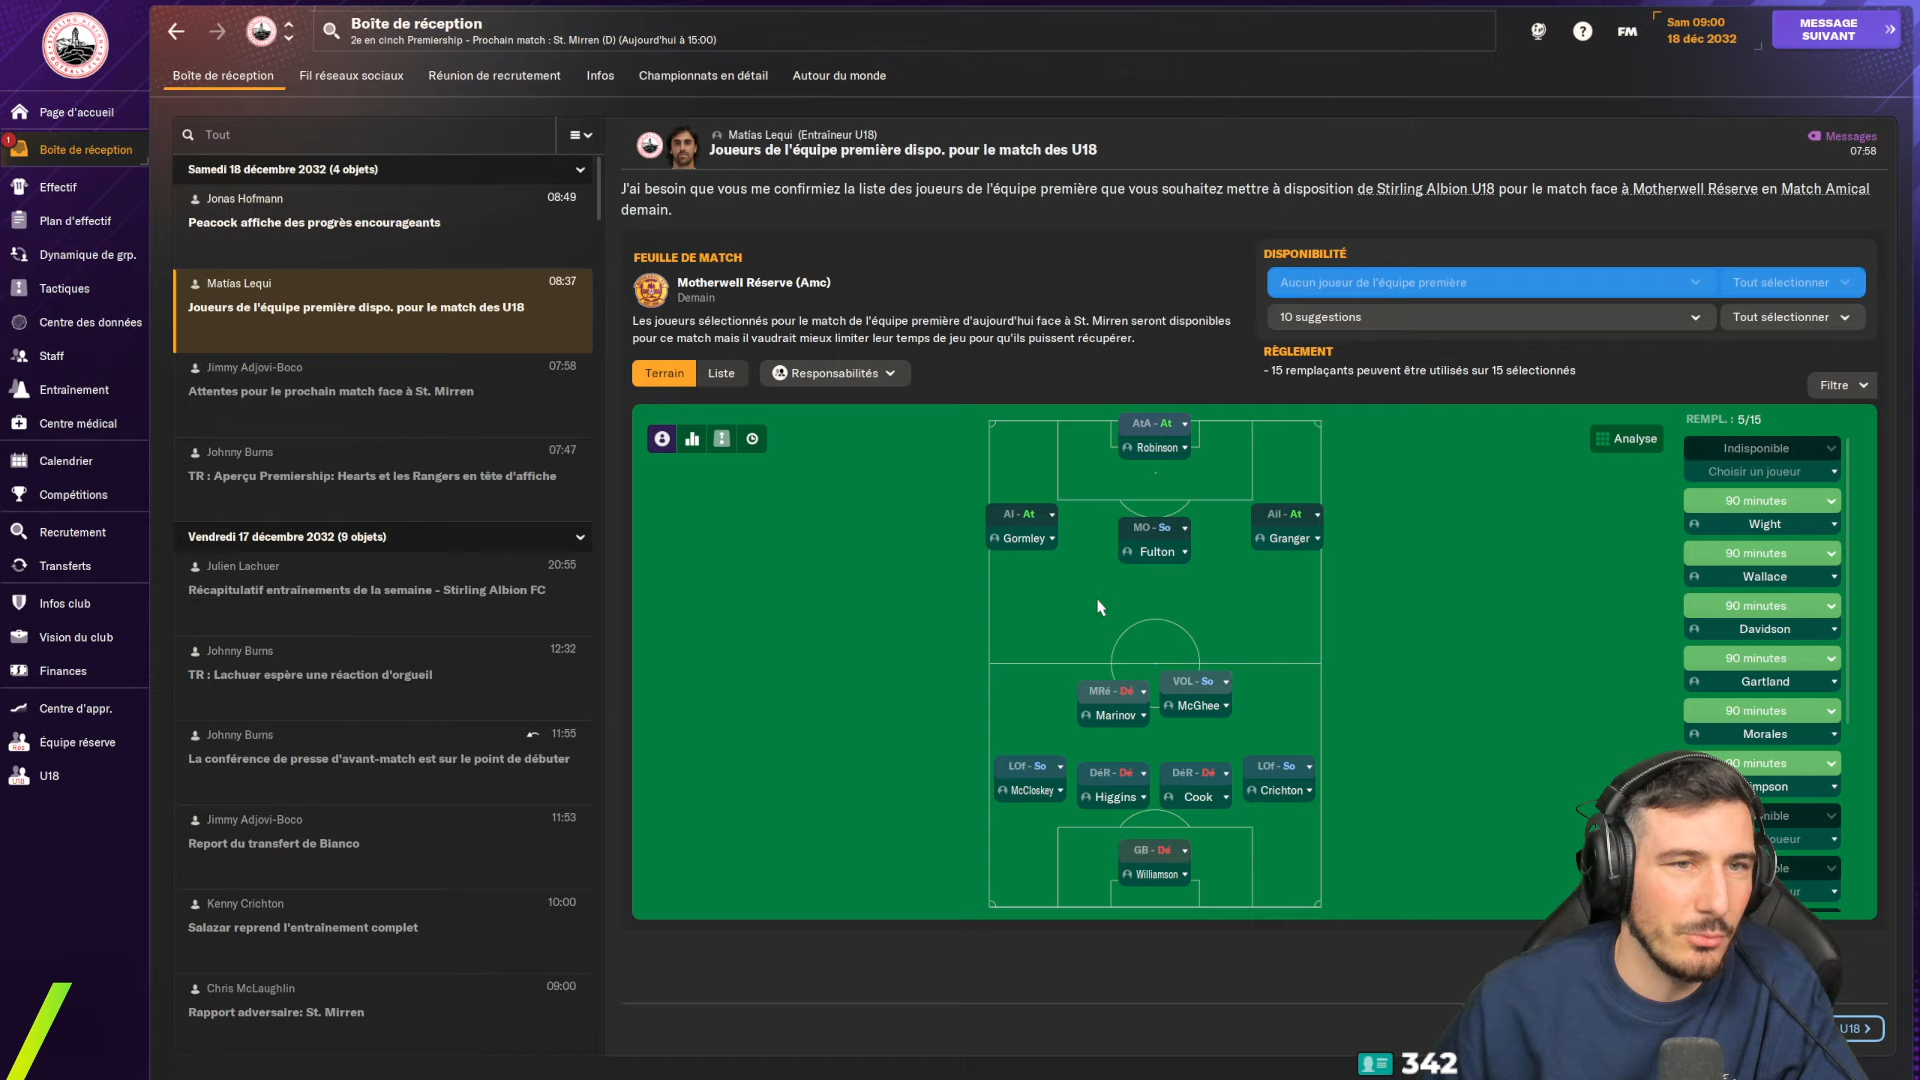 Boîte de réception
2e en cinch Premiership - Prochain match : St. Mirren (D) (Aujourd'hui à 15:00)
FM
Sam 09:00
18 déc 2032
MESSAGE
SUIVANT
Boîte de réception
Fil réseaux sociaux
Réunion de recrutement
Infos
Championnats en détail
Autour du monde
Page d'accueil
1
Boîte de réception
Effectif
Plan d'effectif
Dynamique de grp.
Tactiques
Centre des données
Staff
Entraînement
Centre médical
Calendrier
Compétitions
Recrutement
Transferts
Infos club
Vision du club
Finances
Centre d'appr.
Équipe réserve
U18
Tout
Samedi 18 décembre 2032 (4 objets)
Jonas Hofmann
08:49
Peacock affiche des progrès encourageants
Matías Lequi
08:37
Joueurs de l'équipe première dispo. pour le match des U18
Jimmy Adjovi-Boco
07:58
Attentes pour le prochain match face à St. Mirren
Johnny Burns
07:47
TR : Aperçu Premiership: Hearts et les Rangers en tête d'affiche
Vendredi 17 décembre 2032 (9 objets)
Julien Lachuer
20:55
Récapitulatif entraînements de la semaine - Stirling Albion FC
Johnny Burns
12:32
TR : Lachuer espère une réaction d'orgueil
Johnny Burns
11:55
La conférence de presse d'avant-match est sur le point de débuter
Jimmy Adjovi-Boco
11:53
Report du transfert de Bianco
Kenny Crichton
10:00
Salazar reprend l'entraînement complet
Chris McLaughlin
09:00
Rapport adversaire: St. Mirren
Matías Lequi (Entraîneur U18)
Joueurs de l'équipe première dispo. pour le match des U18
Messages
07:58
J'ai besoin que vous me confirmiez la liste des joueurs de l'équipe première que vous souhaitez mettre à disposition de Stirling Albion U18 pour le match face à Motherwell Réserve en Match Amical
demain.
FEUILLE DE MATCH
Motherwell Réserve (Amc)
Demain
Les joueurs sélectionnés pour le match de l'équipe première d'aujourd'hui face à St. Mirren seront disponibles
pour ce match mais il vaudrait mieux limiter leur temps de jeu pour qu'ils puissent récupérer.
DISPONIBILITÉ
Aucun joueur de l'équipe première
Tout sélectionner
10 suggestions
Tout sélectionner
RÈGLEMENT
- 15 remplaçants peuvent être utilisés sur 15 sélectionnés
Terrain
Liste
Responsabilités
Filtre
Analyse
AtA - At
Robinson
AI - At
Gormley
MO - So
Fulton
Ail - At
Granger
MRé - Dé
Marinov
VOL - So
McGhee
LOf - So
McCloskey
DéR - Dé
Higgins
DéR - Dé
Cook
LOf - So
Crichton
GB - Dé
Williamson
REMPL. : 5/15
Indisponible
Choisir un joueur
90 minutes
Wight
90 minutes
Wallace
90 minutes
Davidson
90 minutes
Gartland
90 minutes
Morales
U18
342